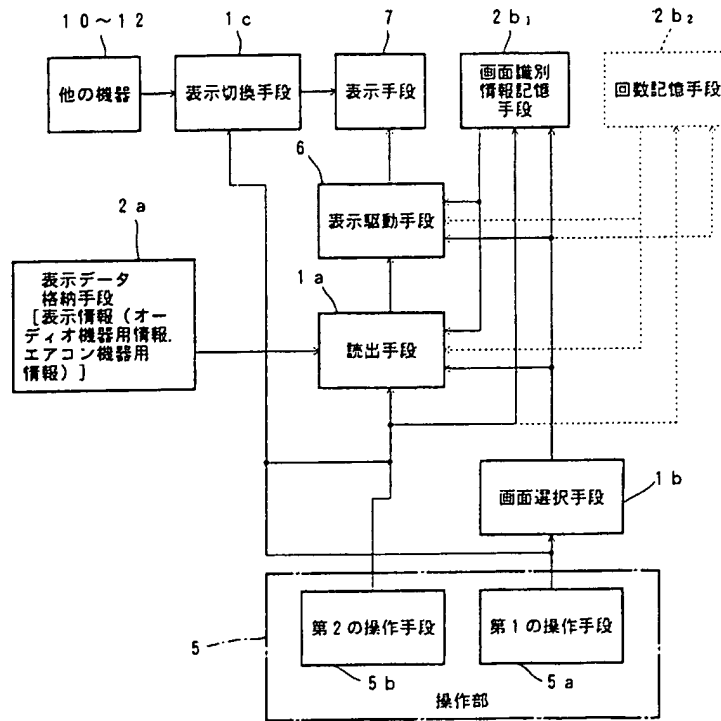 １０～１２
１ｃ
７
２ｂ₁
２ｂ₂
他の機器
表示切換手段
表示手段
画面識別
情報記憶
手段
回数記憶手段
６
表示駆動手段
２ａ
表示データ
格納手段
［表示情報（オー
ディオ機器用情報，
エアコン機器用
情報）］
１ａ
読出手段
画面選択手段
１ｂ
５
第２の操作手段
第１の操作手段
５ｂ
５ａ
操作部